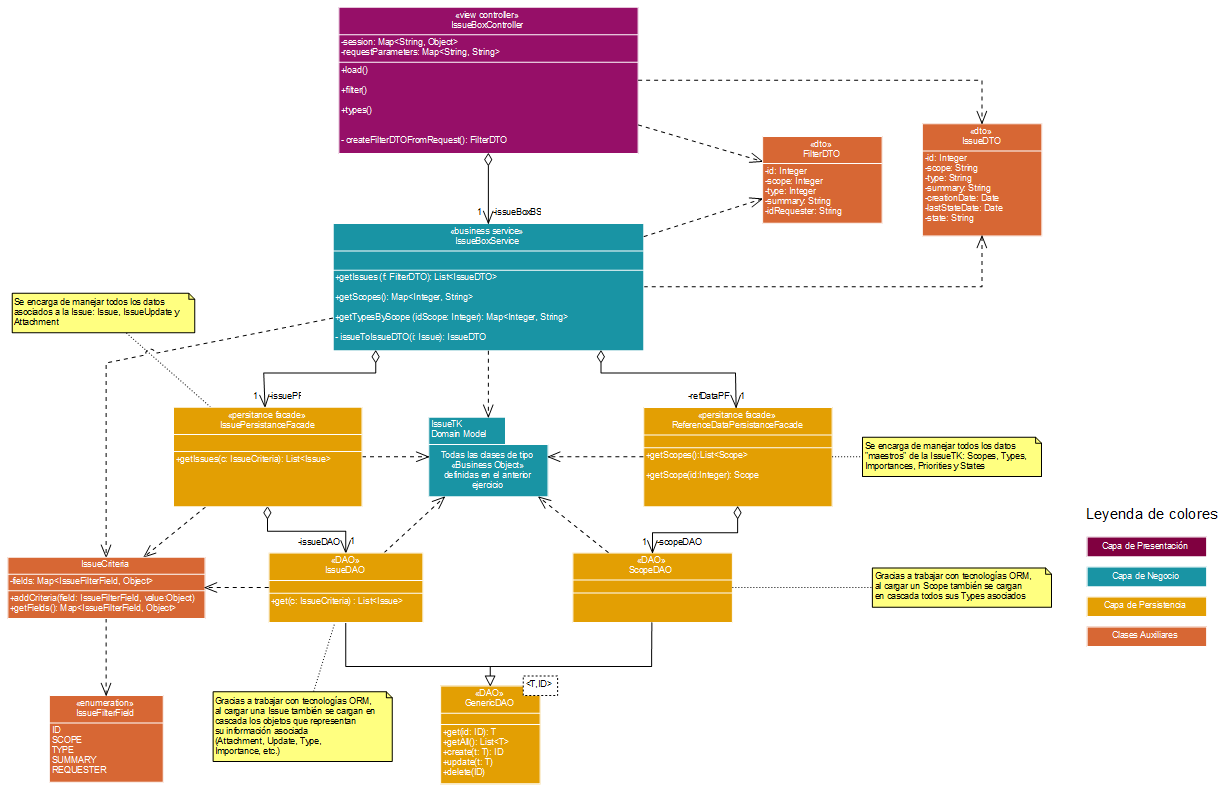 «view controller»
IssueBoxController
-session: Map<String, Object>
-requestParameters: Map<String, String>
+load()
+filter()
+types()
- createFilterDTOFromRequest(): FilterDTO
«dto»
FilterDTO
-id: Integer
-scope: Integer
-type: Integer
-summary: String
-idRequester: String
«dto»
IssueDTO
-id: Integer
-scope: String
-type: String
-summary: String
-creationDate: Date
-lastStateDate: Date
-state: String
1
-issueBoxBS
«business service»
IssueBoxService
+getIssues (f: FilterDTO): List<IssueDTO>
+getScopes(): Map<Integer, String>
+getTypesByScope (idScope: Integer): Map<Integer, String>
- issueToIssueDTO(i: Issue): IssueDTO
Se encarga de manejar todos los datos
asociados a la Issue: Issue, IssueUpdate y
Attachment
1
-issuePF
-refDataPF
1
«persitance facade»
IssuePersistanceFacade
+getIssues(c: IssueCriteria): List<Issue>
IssueTK
Domain Model
Todas las clases de tipo
«Business Object»
definidas en el anterior
ejercicio
«persitance facade»
ReferenceDataPersistanceFacade
+getScopes():List<Scope>
+getScope(id:Integer): Scope
Se encarga de manejar todos los datos
"maestros" de la IssueTK: Scopes, Types,
Importances, Priorities y States
-issueDAO
1
1
-scopeDAO
IssueCriteria
-fields: Map<IssueFilterField, Object>
+addCriteria(field: IssueFilterField, value:Object)
+getFields(): Map<IssueFilterField, Object>
«DAO»
IssueDAO
+get(c: IssueCriteria) : List<Issue>
«DAO»
ScopeDAO
Gracias a trabajar con tecnologías ORM,
al cargar un Scope también se cargan
en cascada todos sus Types asociados
Leyenda de colores
Capa de Presentación
Capa de Negocio
Capa de Persistencia
Clases Auxiliares
«enumeration»
IssueFilterField
ID
SCOPE
TYPE
SUMMARY
REQUESTER
Gracias a trabajar con tecnologías ORM,
al cargar una Issue también se cargan en
cascada los objetos que representan
su información asociada
(Attachment, Update, Type,
Importance, etc.)
<T,ID>
«DAO»
GenericDAO
+get(id: ID): T
+getAll(): List<T>
+create(t: T): ID
+update(t: T)
+delete(ID)